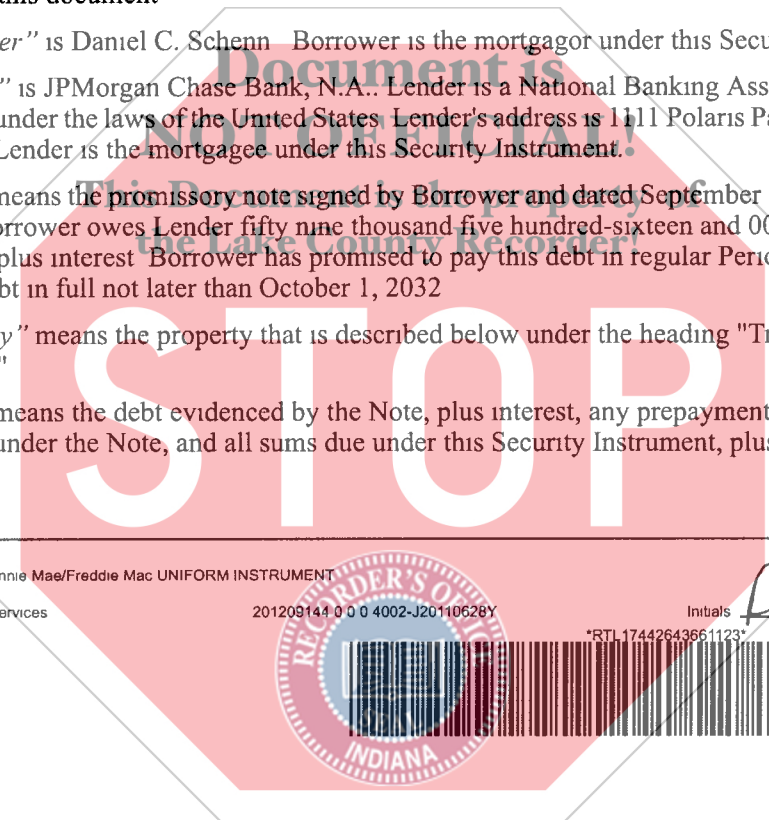 this document
er” is Daniel C. Schenn Borrower is the mortgagor under this Secu
” is JPMorgan Chase Bank, N.A.. Lender is a National Banking Ass
under the laws of the United States Lender's address is 1111 Polaris Pa
Lender is the mortgagee under this Security Instrument.
means the promissory note signed by Borrower and dated September
orrower owes Lender fifty nine thousand five hundred-sixteen and 00
plus interest Borrower has promised to pay this debt in regular Perio
bt in full not later than October 1, 2032
y” means the property that is described below under the heading "Tr
"
means the debt evidenced by the Note, plus interest, any prepayment
under the Note, and all sums due under this Security Instrument, plus
Document is
NOT OFFICIAL!
This Document is the property of
the Lake County Recorder!
STOP
nnie Mae/Freddie Mac UNIFORM INSTRUMENT
ervices
201209144 0 0 0 4002-J20110628Y
Initials
*RTL17442643661123*
RECORDER'S OFFICE
SEAL
INDIANA